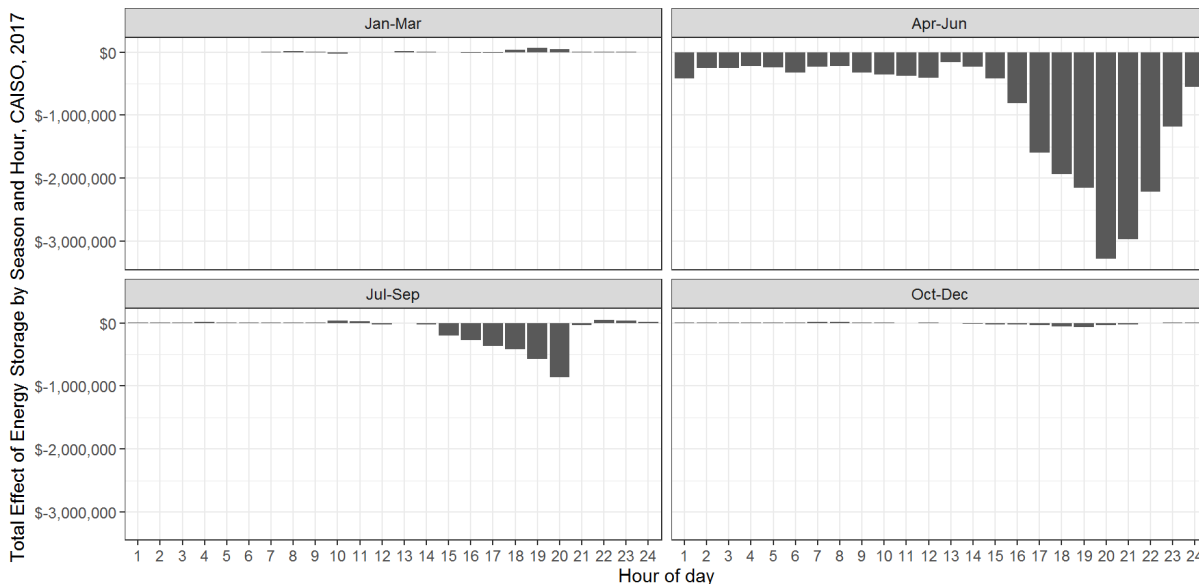 Total Effect of Energy Storage by Season and Hour, CAISO, 2017
Jan-Mar
Apr-Jun
$0
$-1,000,000
$-2,000,000
$-3,000,000
Jul-Sep
Oct-Dec
$0
$-1,000,000
$-2,000,000
$-3,000,000
1 2 3 4 5 6 7 8 9 10 11 12 13 14 15 16 17 18 19 20 21 22 23 24
1 2 3 4 5 6 7 8 9 10 11 12 13 14 15 16 17 18 19 20 21 22 23 24
Hour of day